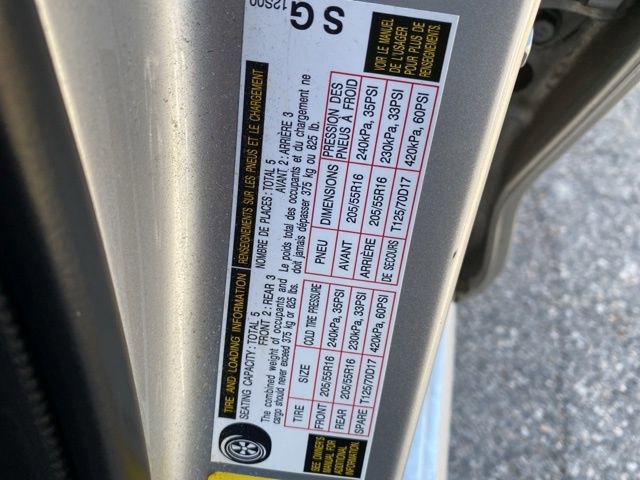 TIRE AND LOADING INFORMATION
SEATING CAPACITY : TOTAL 5
FRONT 2 : REAR 3
The combined weight of occupants and
cargo should never exceed 375 kg or 825 lbs.
TIRE SIZE COLD TIRE PRESSURE
FRONT 205/55R16 240kPa, 35PSI
REAR 205/55R16 230kPa, 33PSI
SPARE T125/70D17 420kPa, 60PSI
SEE OWNER'S
MANUAL FOR
ADDITIONAL
INFORMATION
RENSEIGNEMENTS SUR LES PNEUS ET LE CHARGEMENT
NOMBRE DE PLACES : TOTAL 5
AVANT 2 : ARRIÈRE 3
Le poids total des occupants et du chargement ne
doit jamais dépasser 375 kg ou 825 lb.
PNEU DIMENSIONS PRESSION DES
PNEUS À FROID
AVANT 205/55R16 240kPa, 35PSI
ARRIÈRE 205/55R16 230kPa, 33PSI
DE SECOURS T125/70D17 420kPa, 60PSI
VOIR LE MANUEL
DE L'USAGER
POUR PLUS DE
RENSEIGNEMENTS.
12S00
SG